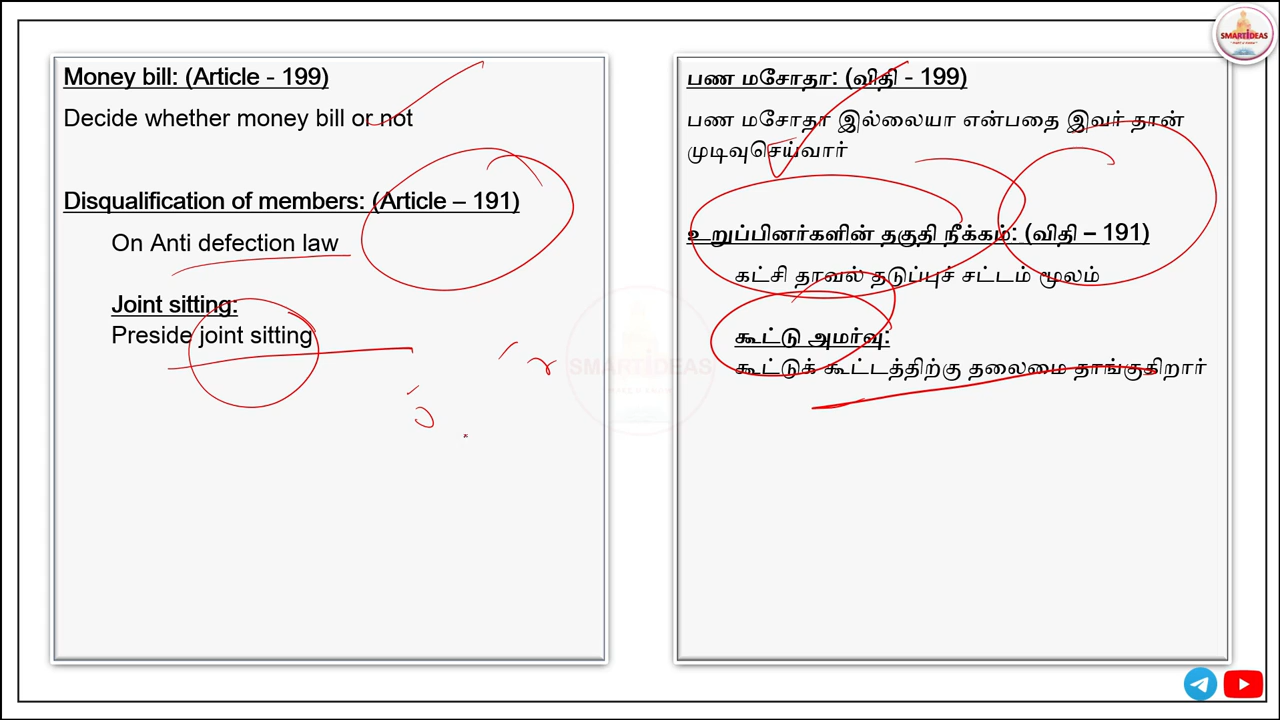 SMARTIDEAS
Money bill: (Article - 199)
Decide whether money bill or not
Disqualification of members: (Article – 191)
On Anti defection law
Joint sitting:
Preside joint sitting
பண மசோதா: (விதி - 199)
பண மசோதா இல்லையா என்பதை இவர் தான்
முடிவுசெய்வார்
உறுப்பினர்களின் தகுதி நீக்கம்: (விதி – 191)
கட்சி தாவல் தடுப்புச் சட்டம் மூலம்
கூட்டு அமர்வு:
கூட்டுக் கூட்டத்திற்கு தலைமை தாங்குகிறார்
SMARTIDEAS